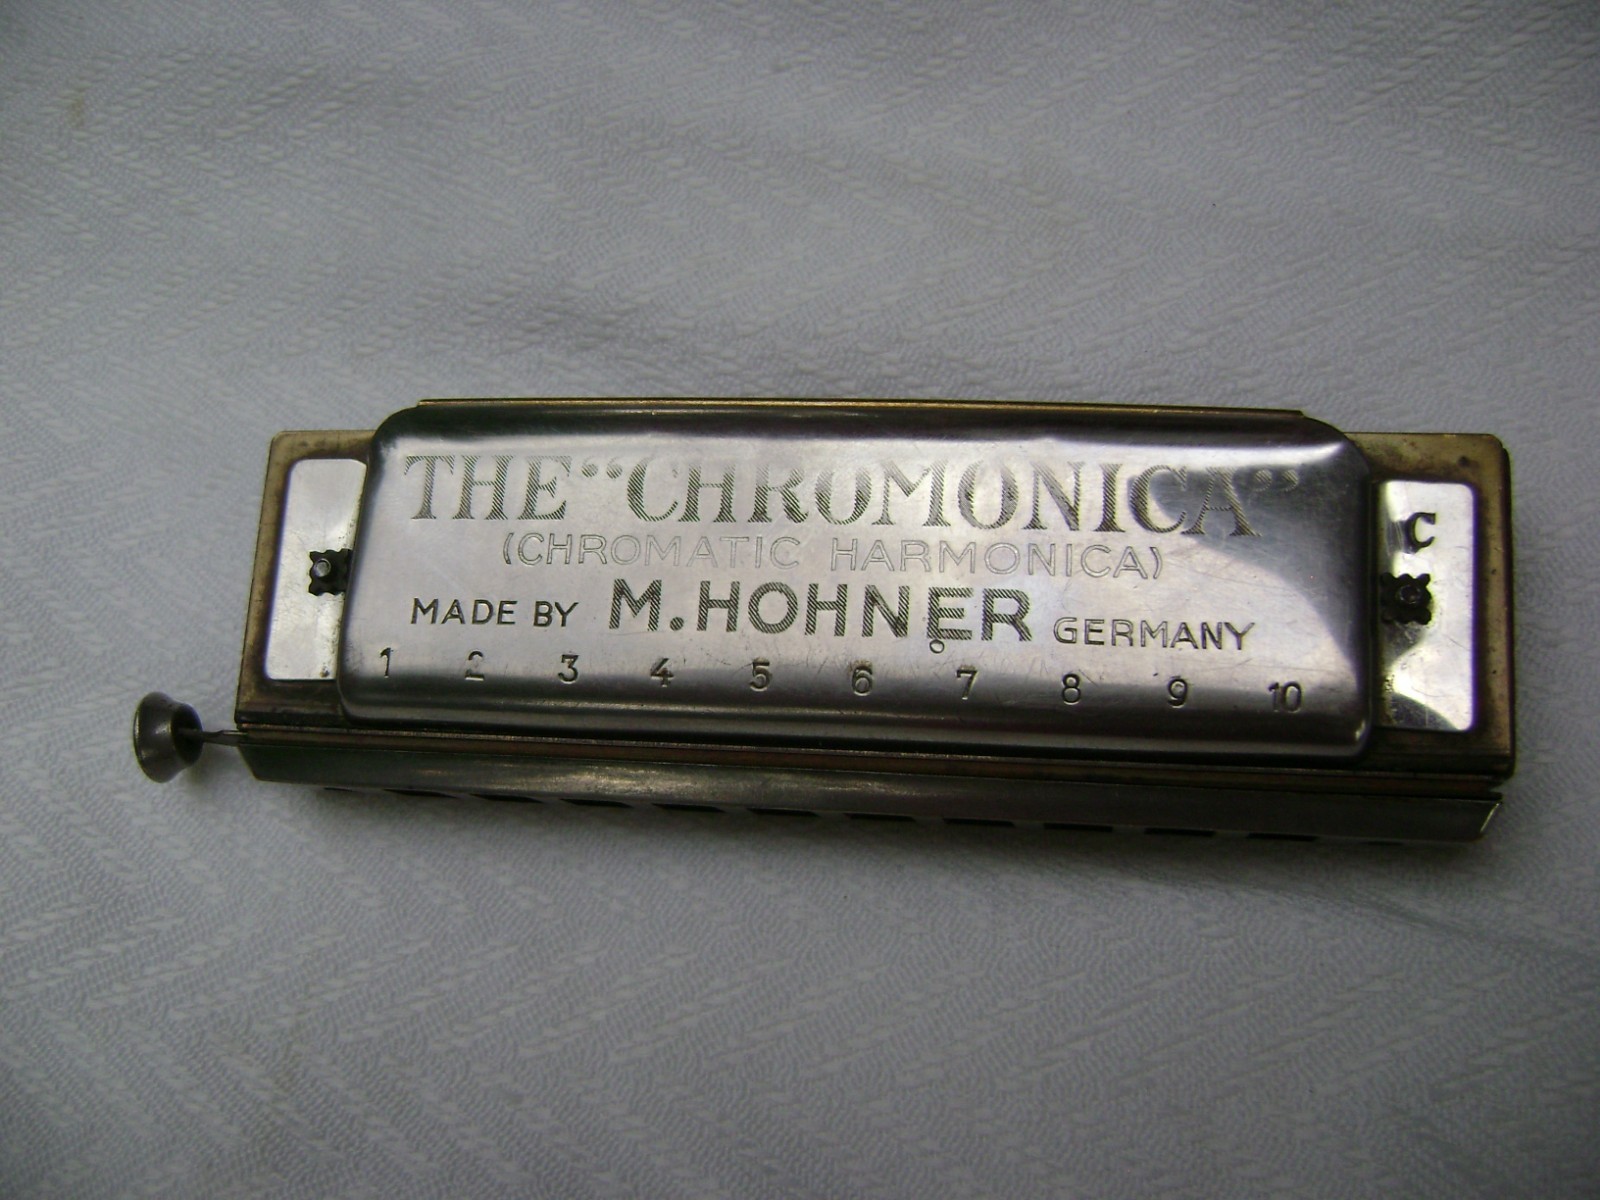 THE “CHROMONICA”
C
(CHROMATIC HARMONICA)
MADE BY M. HOHNER GERMANY
1 2 3 4 5 6 7 8 9 10